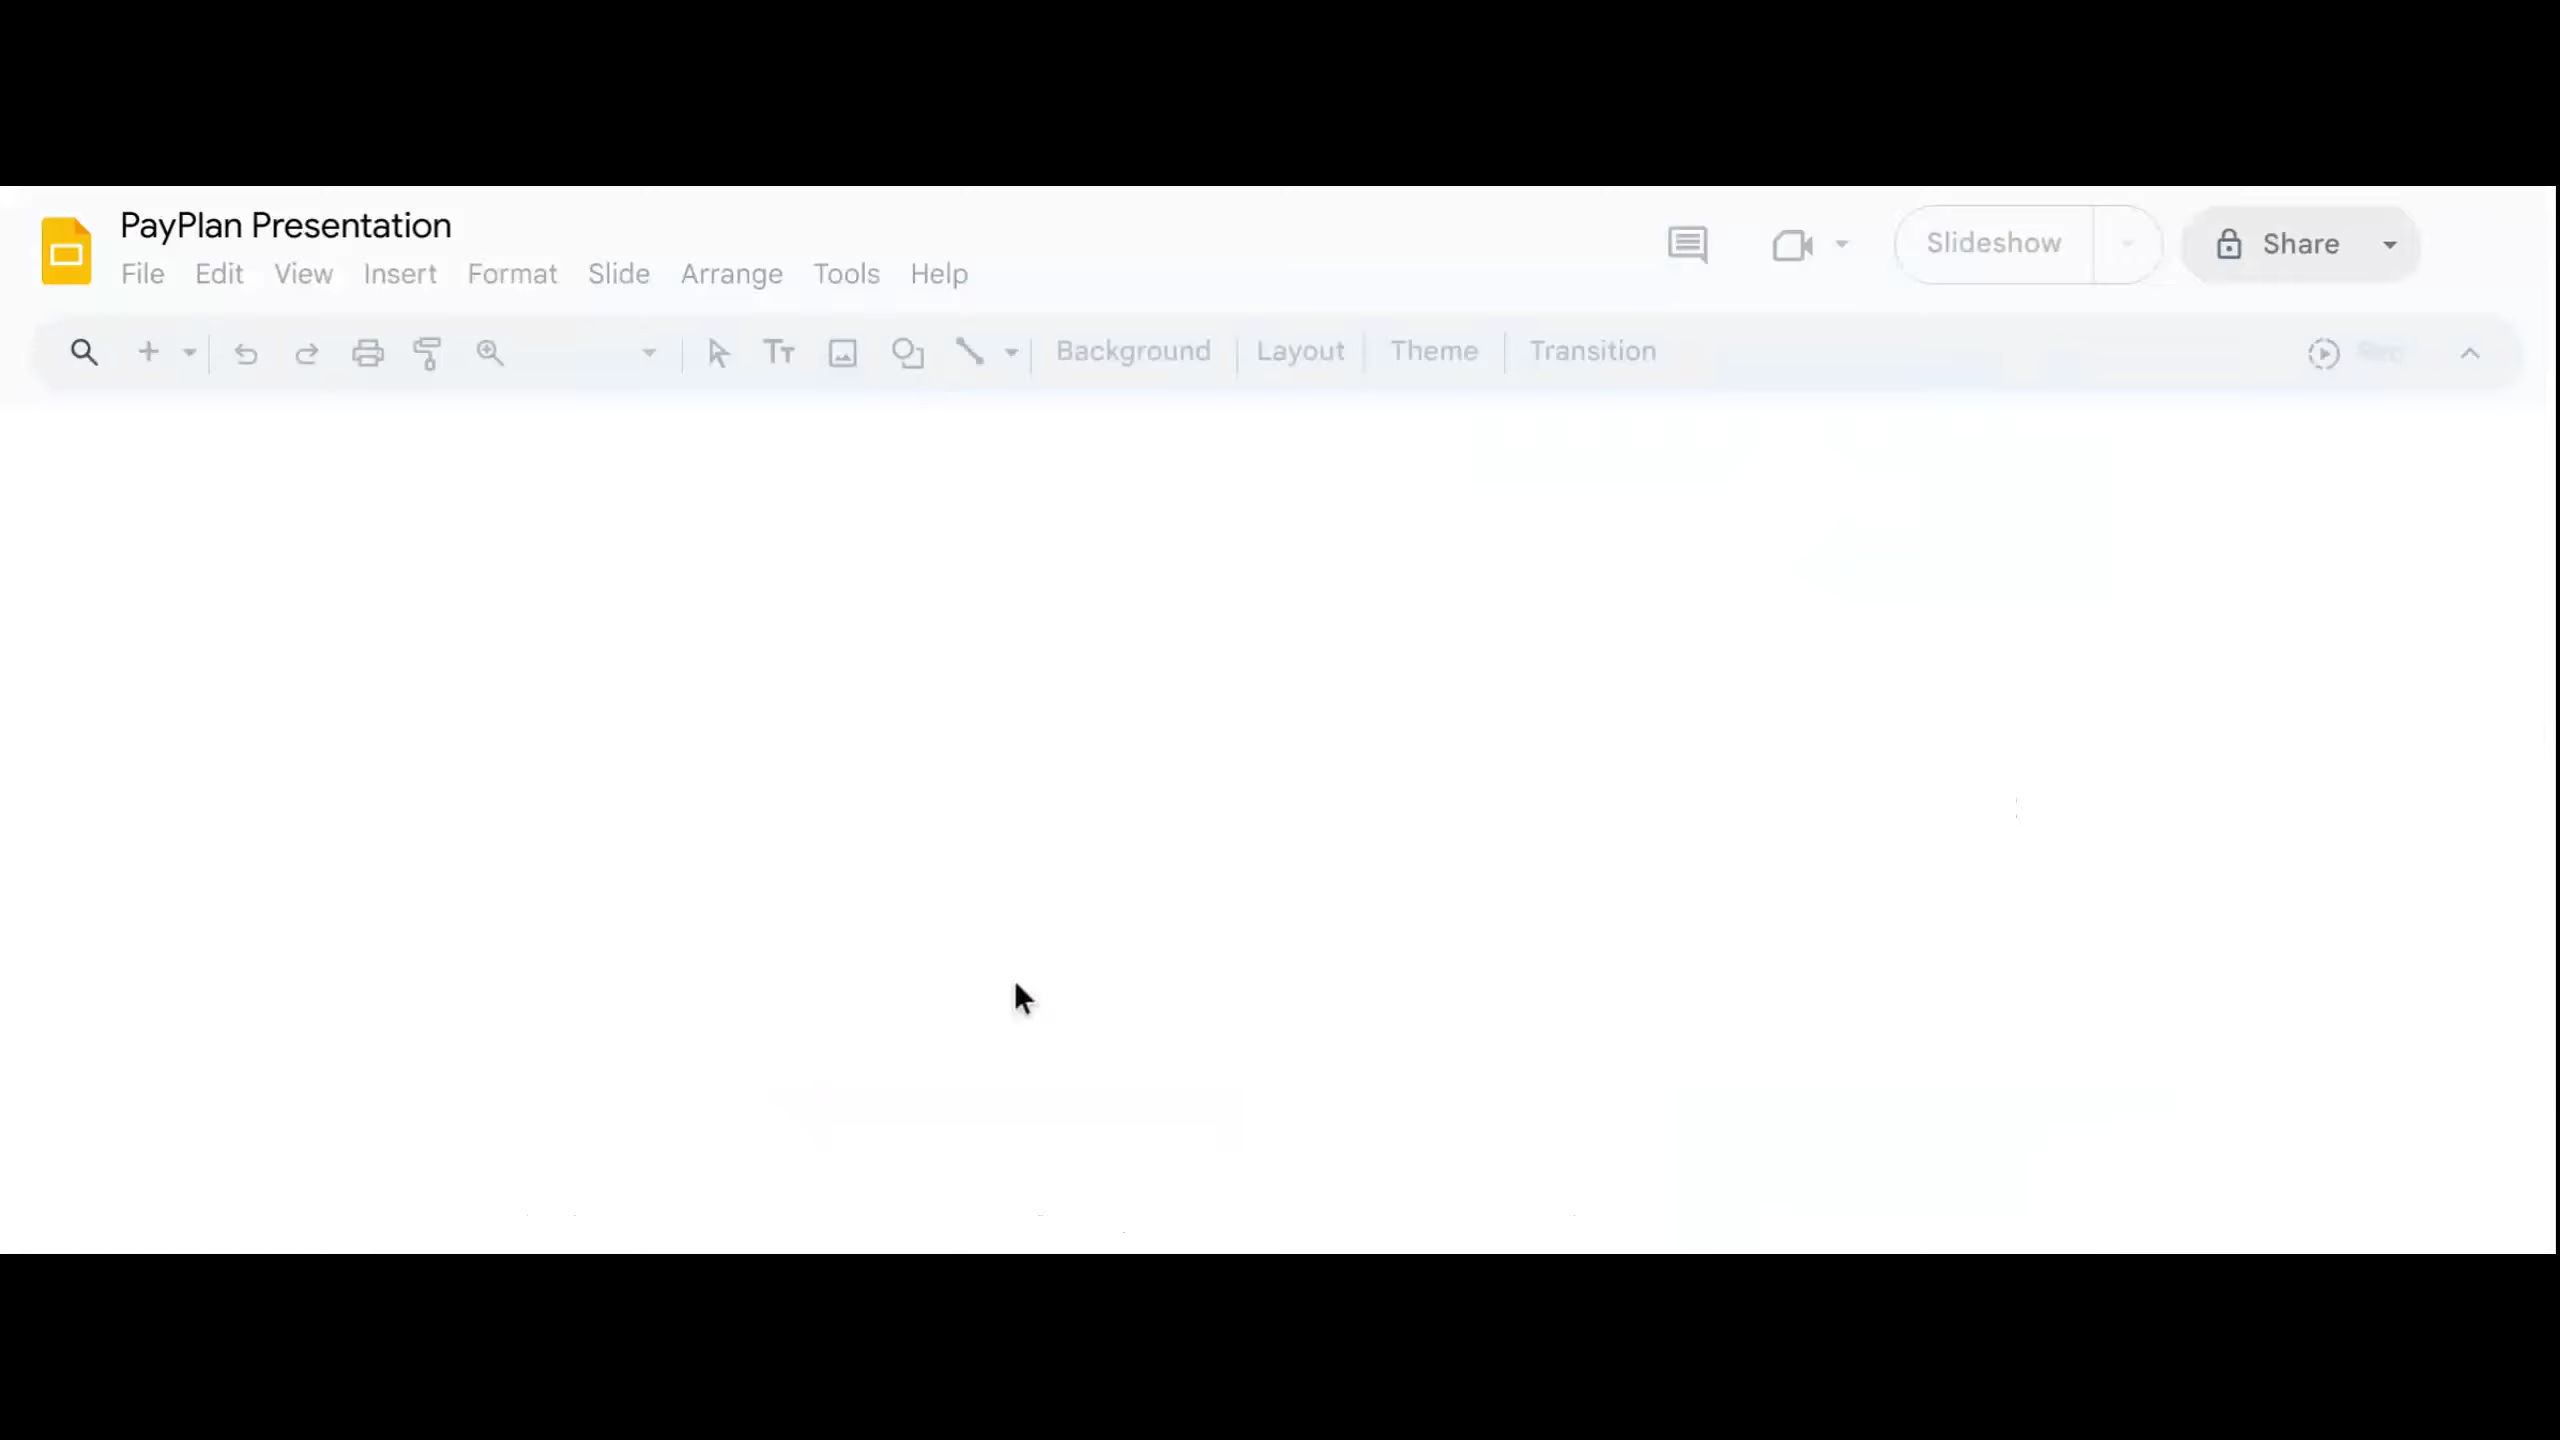 PayPlan Presentation
File Edit View Insert Format Slide Arrange Tools Help
Slideshow
Share
Background Layout Theme Transition